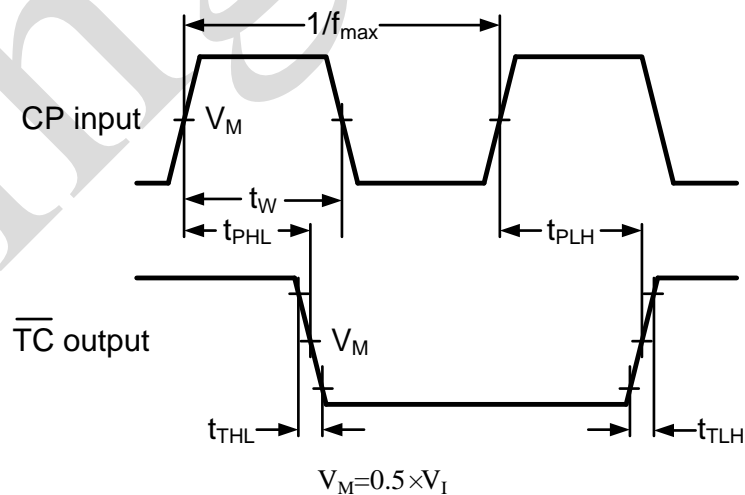 1/fmax
CP input
VM
tW
tPHL
tPLH
TC output
VM
tTHL
tTLH
VM=0.5×VI